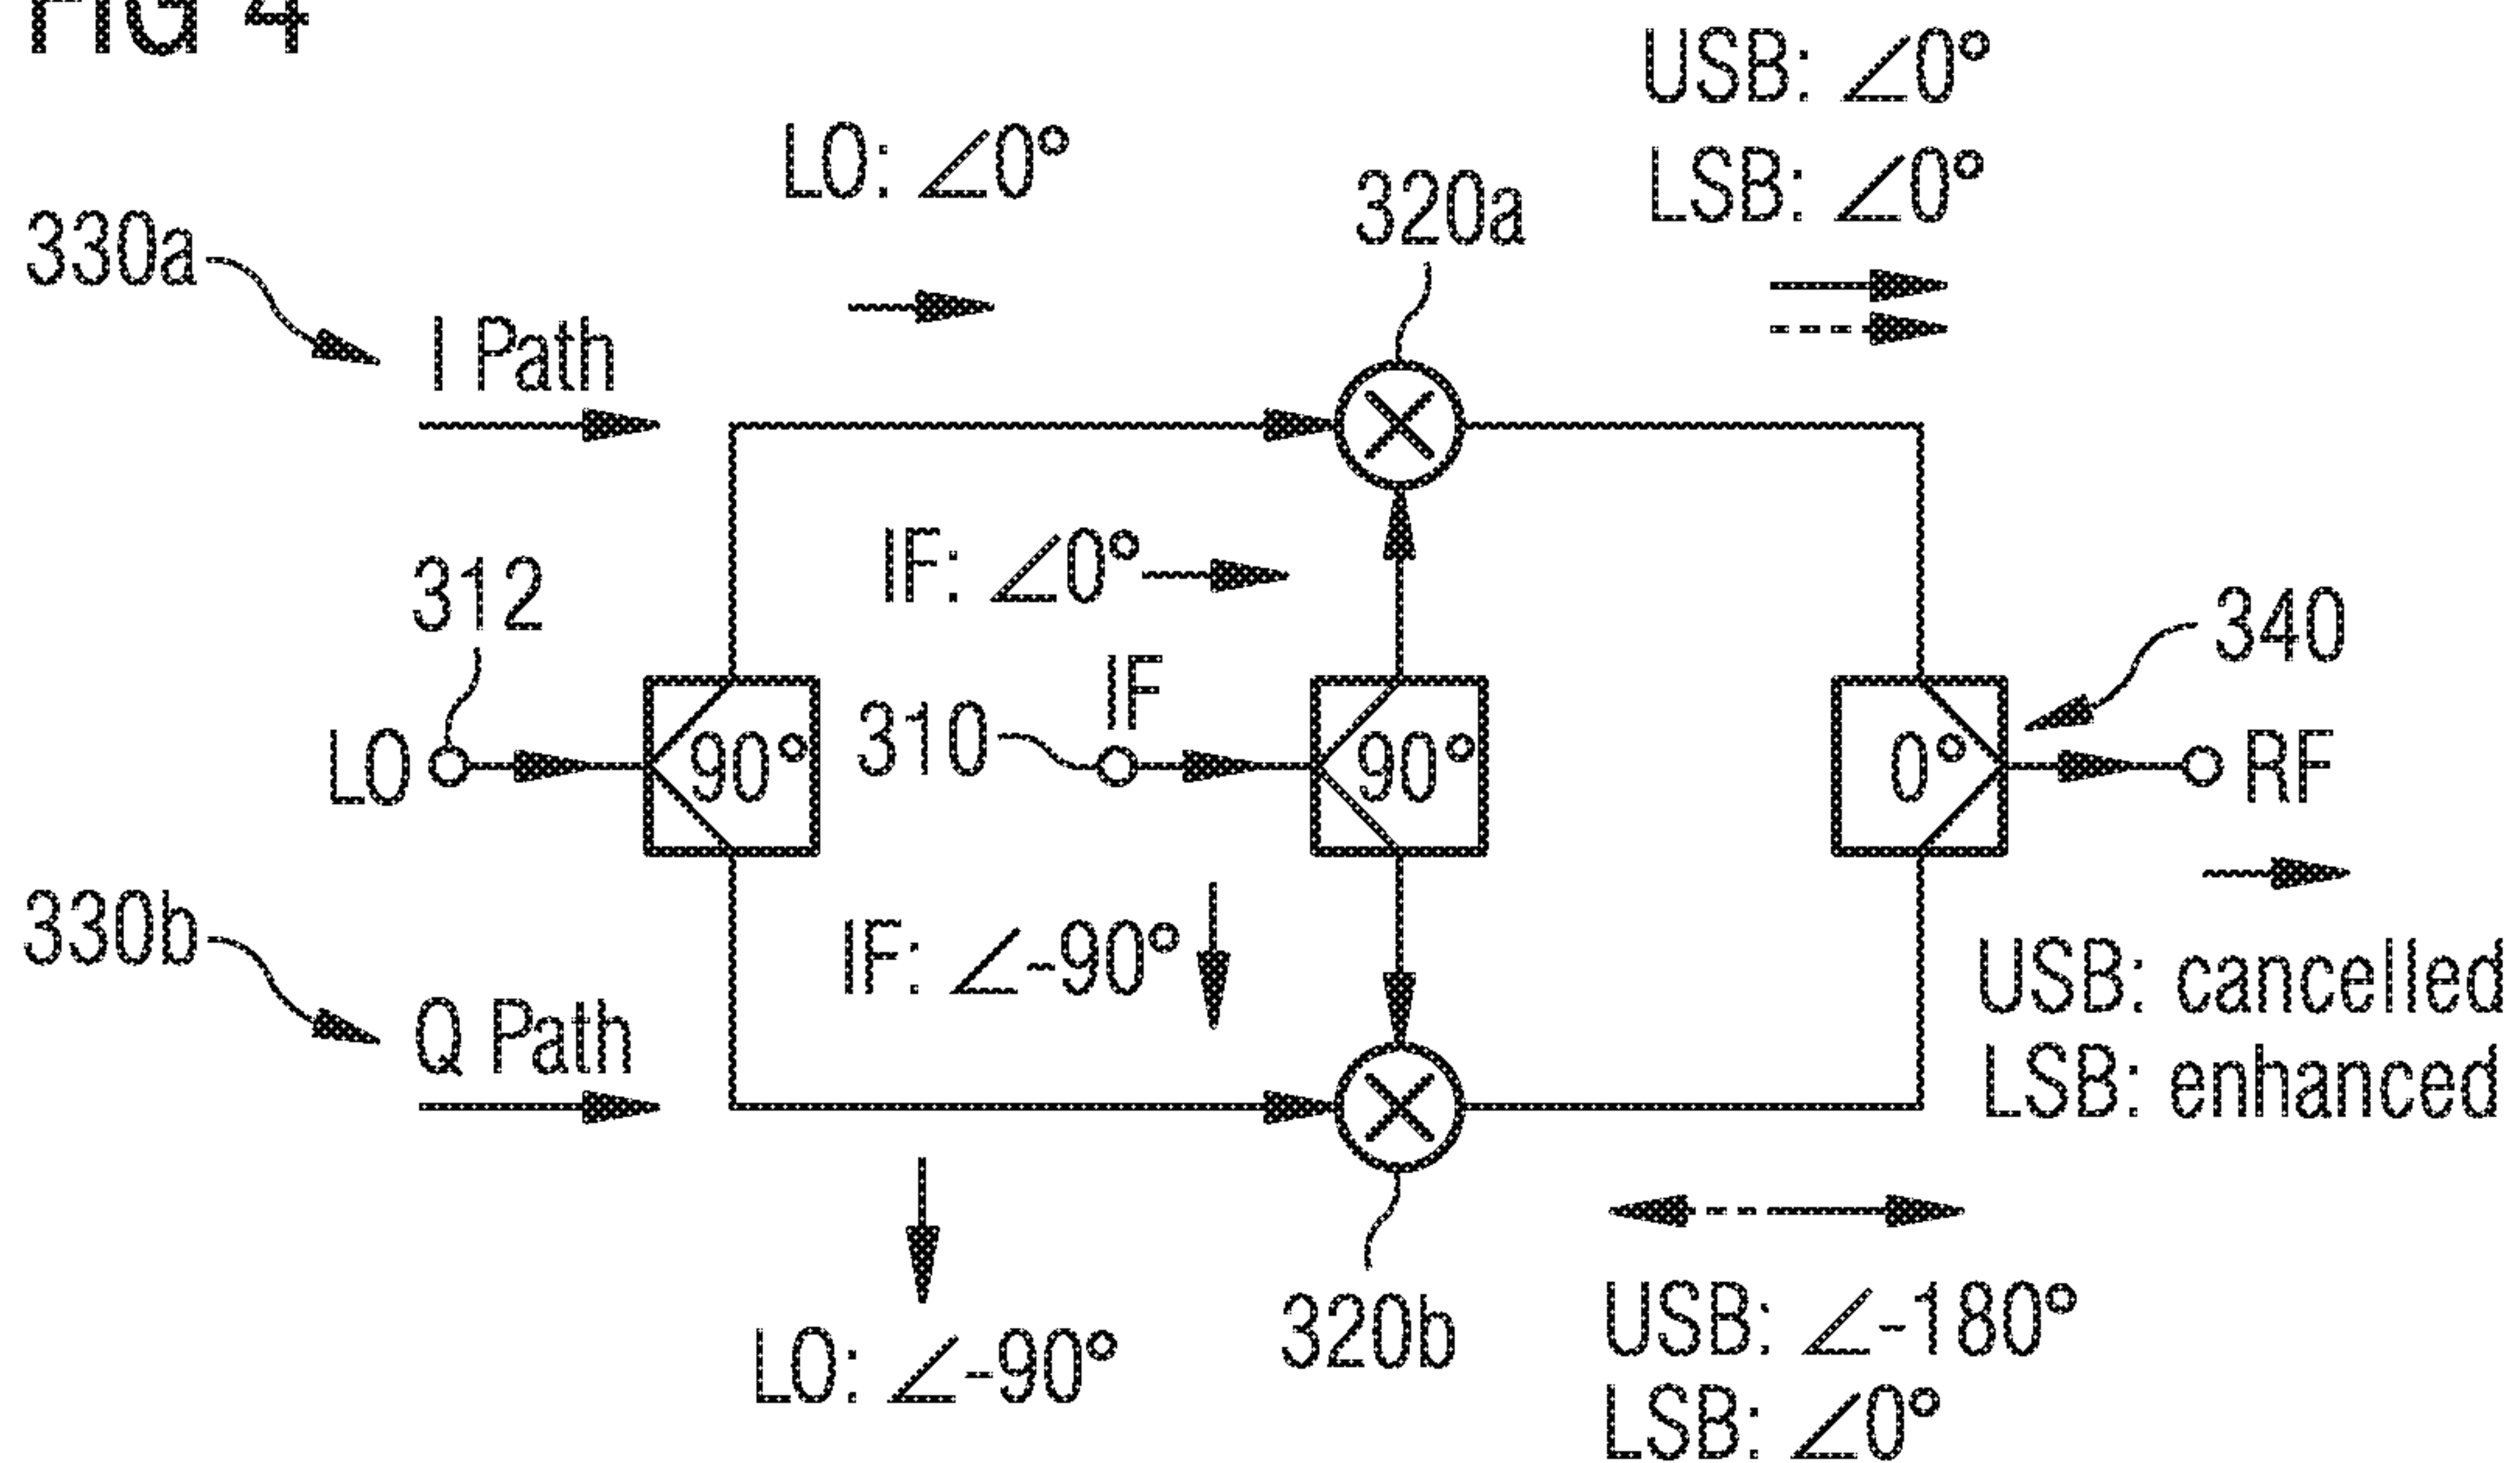 FIG 4
USB: ∠0°
LSB: ∠0°
LO: ∠0°
320a
330a
I Path
IF: ∠0°
312
340
IF
310
LO
90°
90°
0°
RF
330b
IF: ∠-90°
USB: cancelled
LSB: enhanced
Q Path
320b
USB: ∠-180°
LSB: ∠0°
LO: ∠-90°